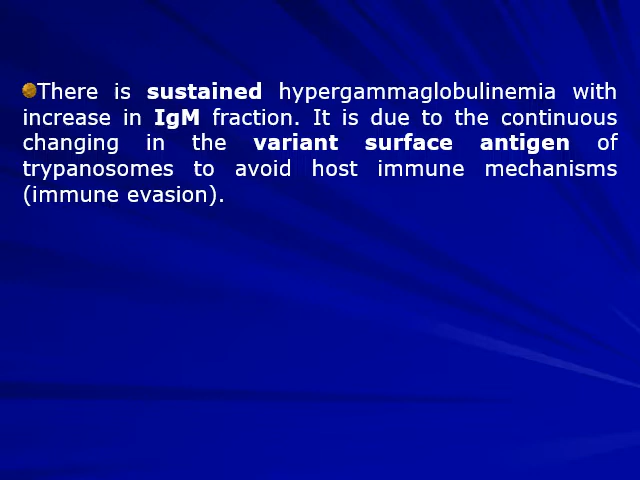 There is sustained hypergammaglobulinemia with
increase in IgM fraction. It is due to the continuous
changing in the variant surface antigen of
trypanosomes to avoid host immune mechanisms
(immune evasion).